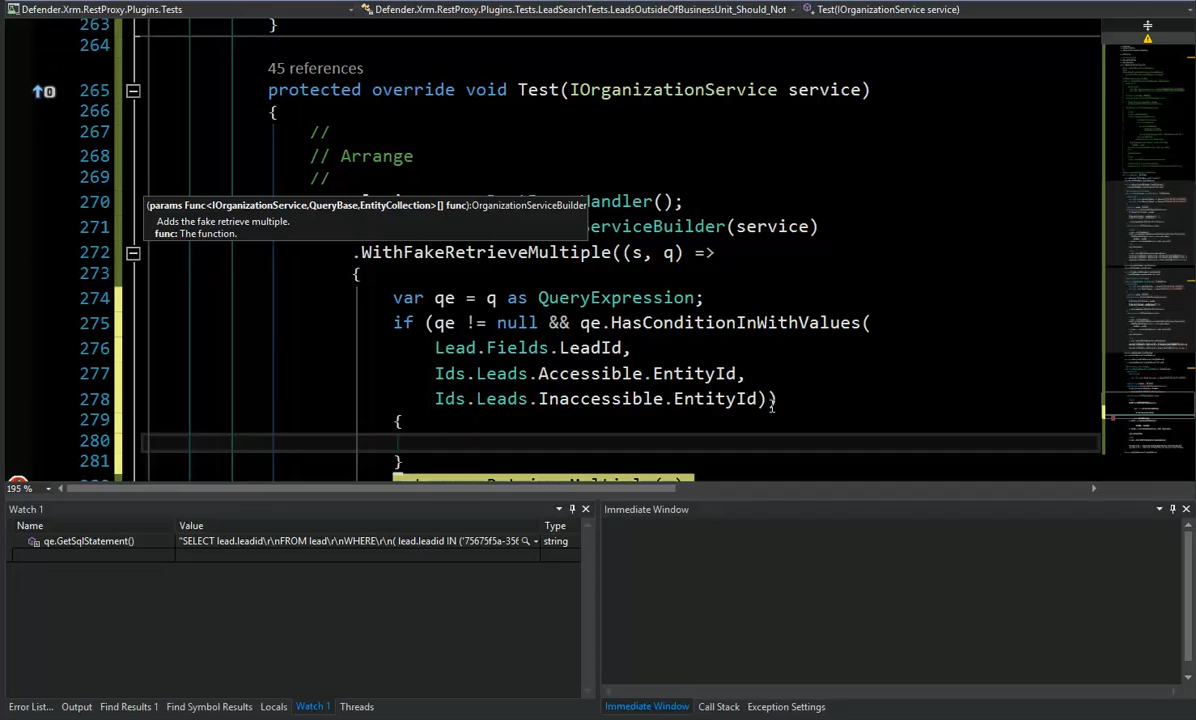 Defender.Xrm.RestProxy.Plugins.Tests Defender.Xrm.RestProxy.Plugins.Tests.LeadSearchTests.LeadsOutsideOfBusinessUnit_Should_Not Test(IOrganizationService service)
263 }
264
45 references
265 protected override void Test(IOrganizationService service)
266 {
267 //
268 // Arrange
269 //
270 Handler();
(params Func<IOrganizationService,QueryBase,EntityCollection>[] func):OrganizationServiceBuilder
Adds the fake retrieve multiple.
func: The function.
271 ServiceBuilder(service)
272 .WithFakeRetrieveMultiple((s, q) =>
273 {
274 var qe = q as QueryExpression;
275 if (qe != null && qe.HasConditionInWithValues(
276 Lead.Fields.LeadId,
277 Ids.Leads.Accessible.EntityId,
278 Ids.Leads.Inaccessible.EntityId))
279 {
280
281 }
195 %
Watch 1 Immediate Window
Name Value Type
qe.GetSqlStatement() "SELECT lead.leadid\r\nFROM lead\r\nWHERE\r\n( lead.leadid IN ('75675f5a-356 string
Error List... Output Find Results 1 Find Symbol Results Locals Watch 1 Threads Immediate Window Call Stack Exception Settings